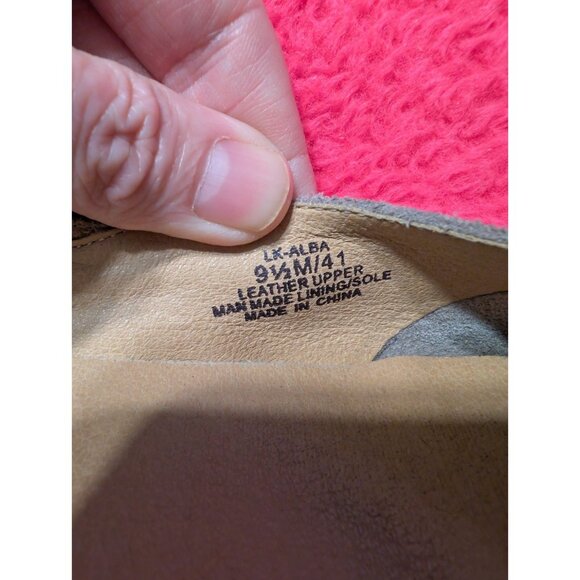 LK-ALBA
9½M/41
LEATHER UPPER
MAN MADE LINING/SOLE
MADE IN CHINA